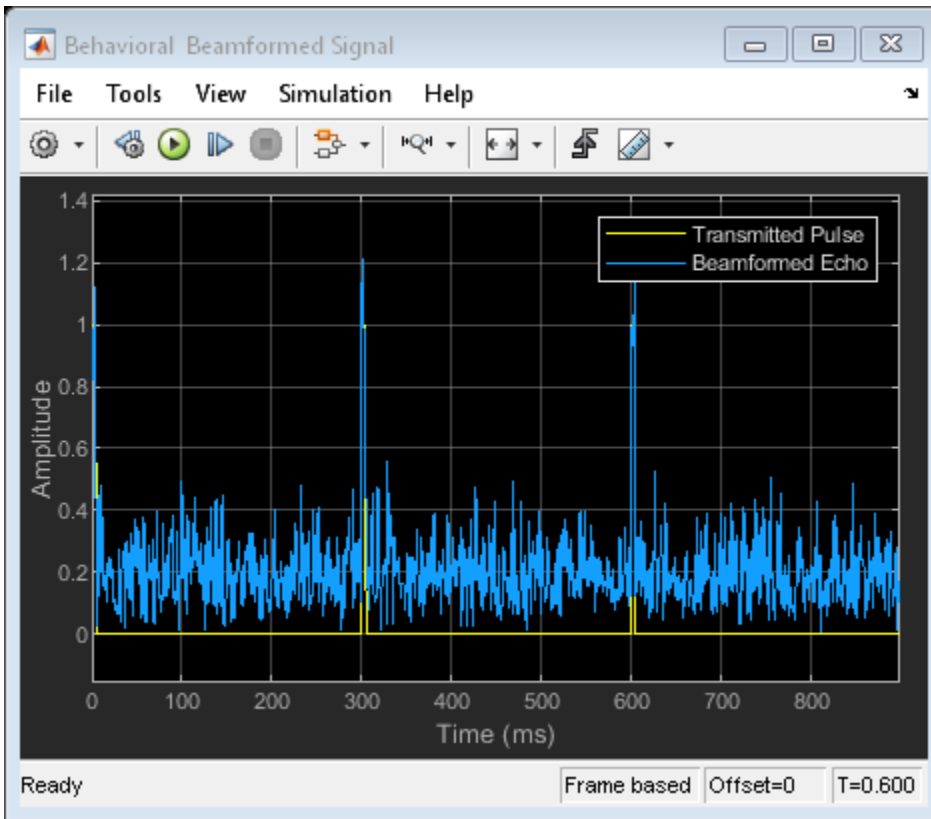 Behavioral Beamformed Signal
File Tools View Simulation Help
1.4
1.2
1
0.8
0.6
0.4
0.2
0
Amplitude
Transmitted Pulse
Beamformed Echo
0 100 200 300 400 500 600 700 800
Time (ms)
Ready Frame based Offset=0 T=0.600